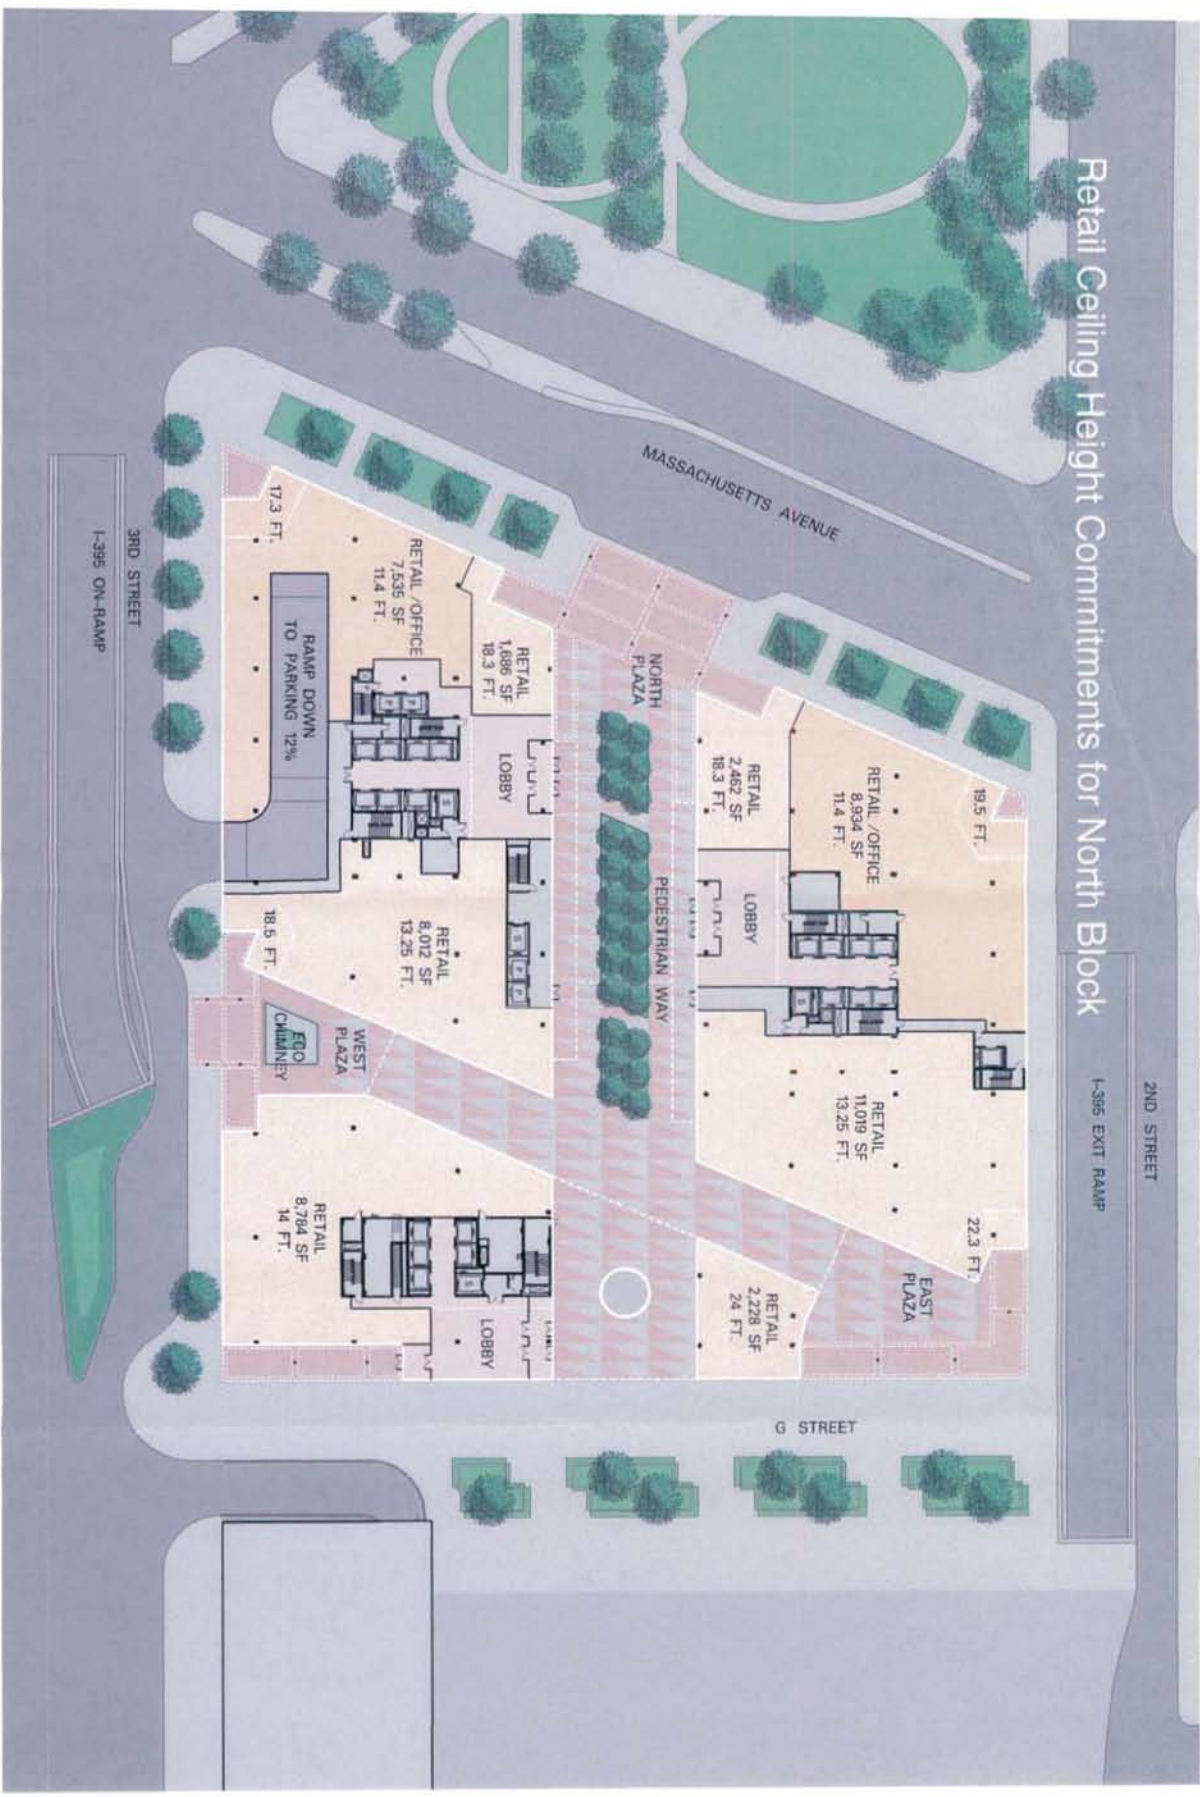 Retail Ceiling Height Commitments for North Block
2ND STREET
I-395 EXIT RAMP
MASSACHUSETTS AVENUE
19.5 FT.
22.3 FT.
RETAIL /OFFICE
8,934 SF
11.4 FT.
RETAIL
11,019 SF
13.25 FT.
EAST
PLAZA
RETAIL
2,462 SF
18.3 FT.
LOBBY
RETAIL
2,228 SF
24 FT.
G STREET
NORTH
PLAZA
PEDESTRIAN WAY
RETAIL
1,686 SF
18.3 FT.
LOBBY
LOBBY
RETAIL /OFFICE
7,535 SF
11.4 FT.
RETAIL
8,012 SF
13.25 FT.
WEST
PLAZA
RETAIL
8,784 SF
14 FT.
17.3 FT.
RAMP DOWN
TO PARKING 12%
18.5 FT.
ECO
CHIMNEY
3RD STREET
I-395 ON-RAMP